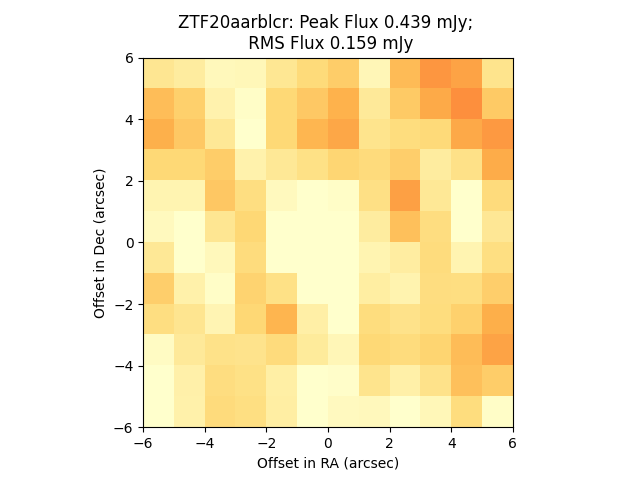 ZTF20aarblcr: Peak Flux 0.439 mJy;
RMS Flux 0.159 mJy
6
4
2
0
−2
−4
−6
Offset in Dec (arcsec)
−6 −4 −2 0 2 4 6
Offset in RA (arcsec)